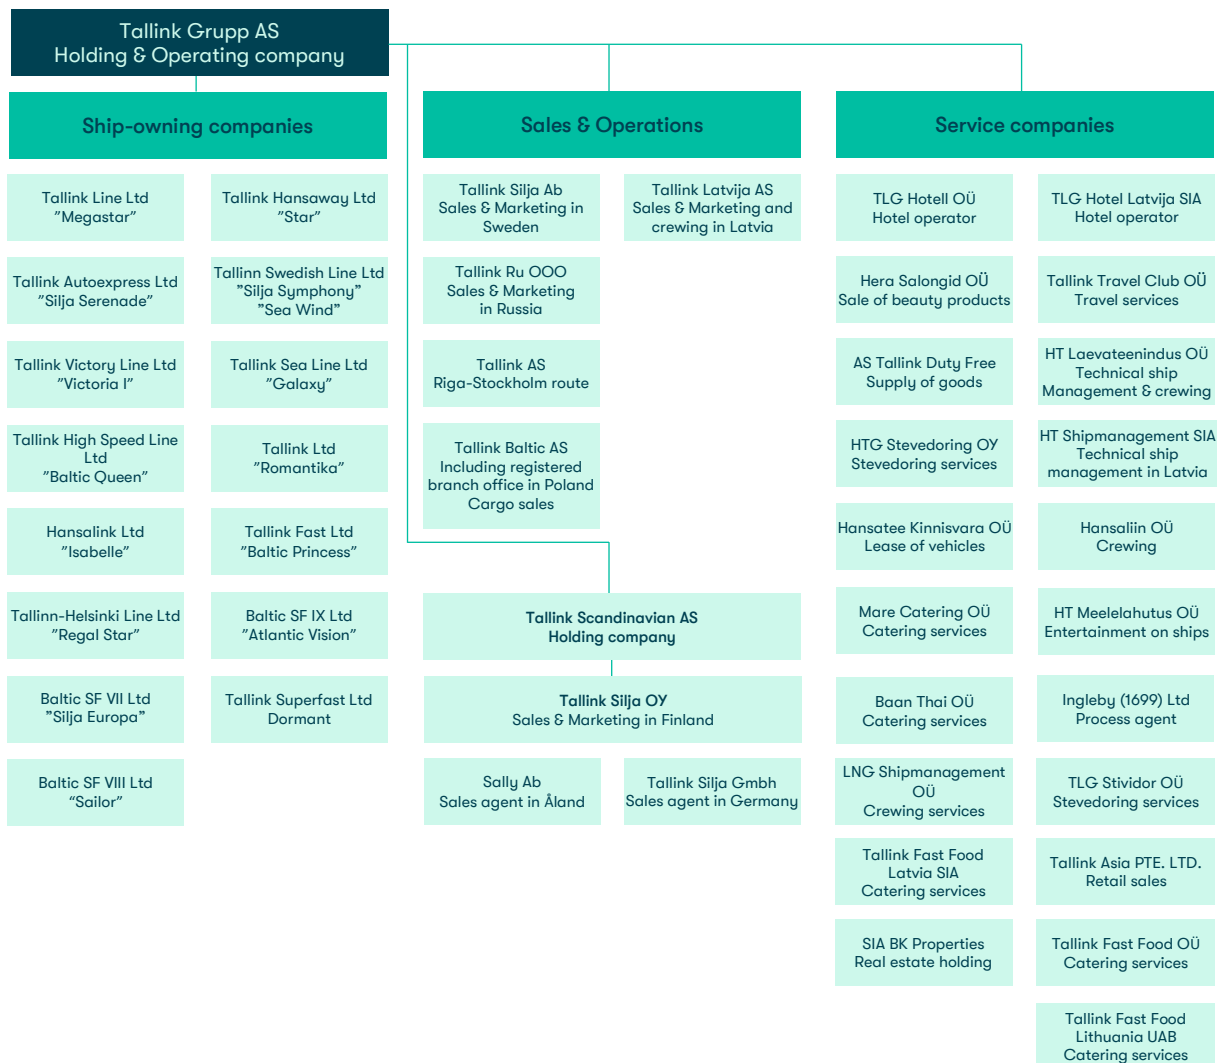 Tallink Grupp AS
Holding & Operating company
Ship-owning companies
Tallink Line Ltd
"Megastar"
Tallink Hansaway Ltd
"Star"
Tallink Autoexpress Ltd
"Silja Serenade"
Tallinn Swedish Line Ltd
"Silja Symphony"
"Sea Wind"
Tallink Victory Line Ltd
"Victoria I"
Tallink Sea Line Ltd
"Galaxy"
Tallink High Speed Line
Ltd
"Baltic Queen"
Tallink Ltd
"Romantika"
Hansalink Ltd
"Isabelle"
Tallink Fast Ltd
"Baltic Princess"
Tallinn-Helsinki Line Ltd
"Regal Star"
Baltic SF IX Ltd
"Atlantic Vision"
Baltic SF VII Ltd
"Silja Europa"
Tallink Superfast Ltd
Dormant
Baltic SF VIII Ltd
"Sailor"
Sales & Operations
Tallink Silja Ab
Sales & Marketing in
Sweden
Tallink Latvija AS
Sales & Marketing and
crewing in Latvia
Tallink Ru OOO
Sales & Marketing
in Russia
Tallink AS
Riga-Stockholm route
Tallink Baltic AS
Including registered
branch office in Poland
Cargo sales
Tallink Scandinavian AS
Holding company
Tallink Silja OY
Sales & Marketing in Finland
Sally Ab
Sales agent in Åland
Tallink Silja Gmbh
Sales agent in Germany
Service companies
TLG Hotell OÜ
Hotel operator
TLG Hotel Latvija SIA
Hotel operator
Hera Salongid OÜ
Sale of beauty products
Tallink Travel Club OÜ
Travel services
AS Tallink Duty Free
Supply of goods
HT Laevateenindus OÜ
Technical ship
Management & crewing
HTG Stevedoring OY
Stevedoring services
HT Shipmanagement SIA
Technical ship
management in Latvia
Hansatee Kinnisvara OÜ
Lease of vehicles
Hansaliin OÜ
Crewing
Mare Catering OÜ
Catering services
HT Meelelahutus OÜ
Entertainment on ships
Baan Thai OÜ
Catering services
Ingleby (1699) Ltd
Process agent
LNG Shipmanagement
OÜ
Crewing services
TLG Stividor OÜ
Stevedoring services
Tallink Fast Food
Latvia SIA
Catering services
Tallink Asia PTE. LTD.
Retail sales
SIA BK Properties
Real estate holding
Tallink Fast Food OÜ
Catering services
Tallink Fast Food
Lithuania UAB
Catering services